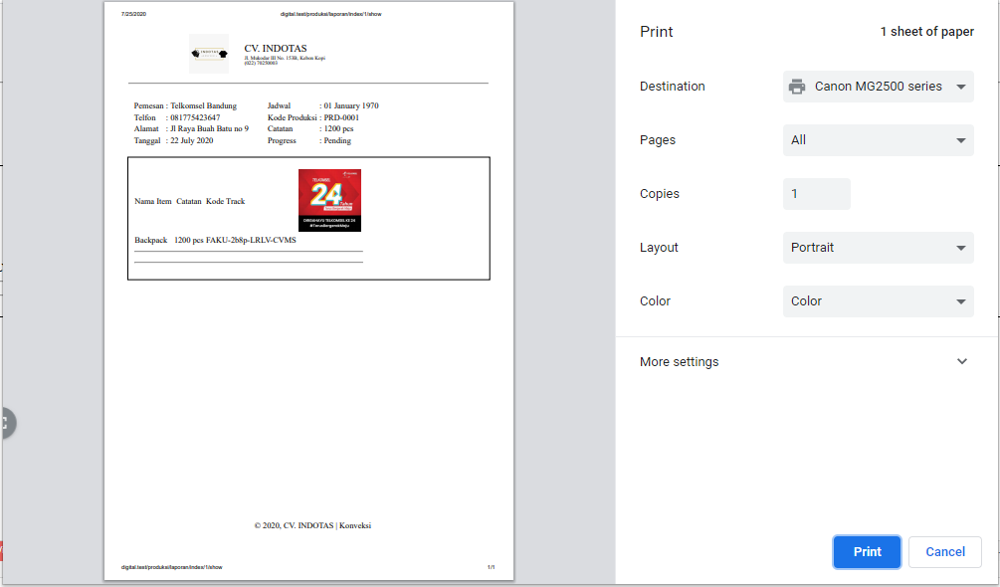 7/25/2020 digital.test/produksi/laporan/index/1/show
INDOTAS
CV. INDOTAS
Jl. Mukodar III No. 153B, Kebon Kopi
(022) 70250003
Pemesan : Telkomsel Bandung Jadwal : 01 January 1970
Telfon : 081775423647 Kode Produksi : PRD-0001
Alamat : Jl Raya Buah Batu no 9 Catatan : 1200 pcs
Tanggal : 22 July 2020 Progress : Pending
TELKOMSEL
24
Tahun
Nama Item Catatan Kode Track
DIRGAHAYU TELKOMSEL KE 24
#TerusBergerakMaju
Backpack 1200 pcs FAKU-2b8p-LRLV-CVMS
© 2020, CV. INDOTAS | Konveksi
digital.test/produksi/laporan/index/1/show 1/1
Print 1 sheet of paper
Destination Canon MG2500 series
Pages All
Copies 1
Layout Portrait
Color Color
More settings
Print Cancel